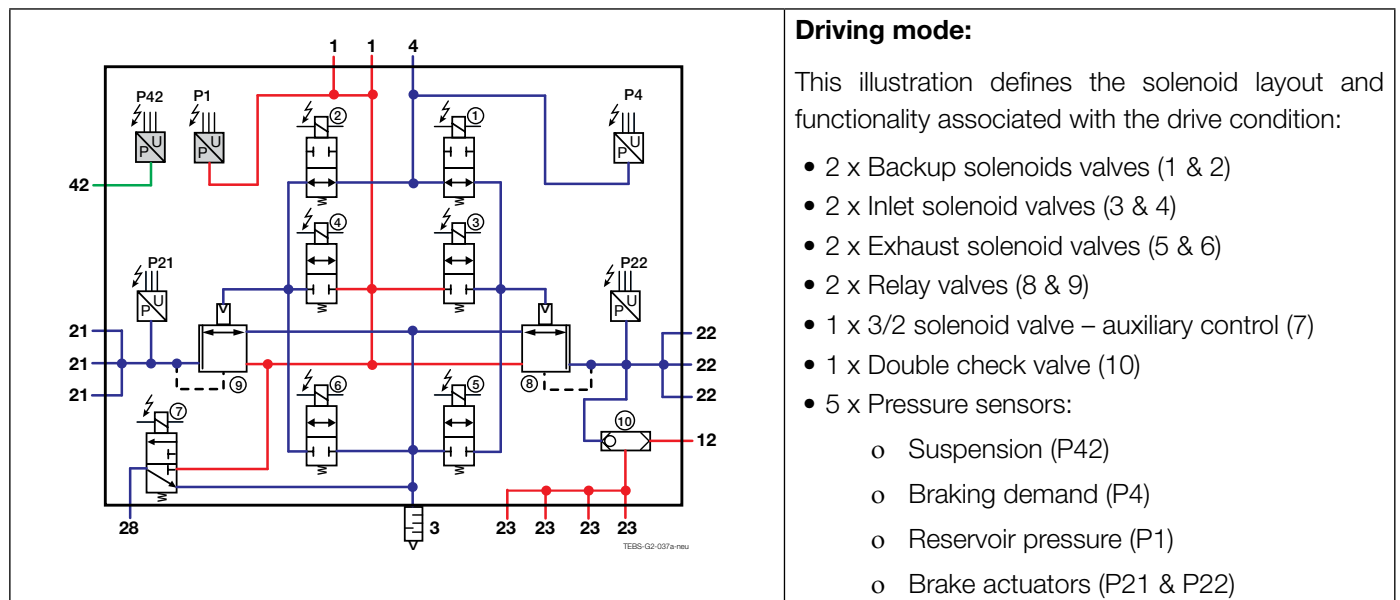 1 1 4
P42 P1 P4
2 1
U P U P U P
42
4 3
P21 P22
U P U P
21 22
21 22
21 22
9 8
6 5
7 10
12
28 3 23 23 23 23
TEBS-G2-037a-neu
Driving mode:
This illustration defines the solenoid layout and
functionality associated with the drive condition:
• 2 x Backup solenoids valves (1 & 2)
• 2 x Inlet solenoid valves (3 & 4)
• 2 x Exhaust solenoid valves (5 & 6)
• 2 x Relay valves (8 & 9)
• 1 x 3/2 solenoid valve – auxiliary control (7)
• 1 x Double check valve (10)
• 5 x Pressure sensors:
o Suspension (P42)
o Braking demand (P4)
o Reservoir pressure (P1)
o Brake actuators (P21 & P22)